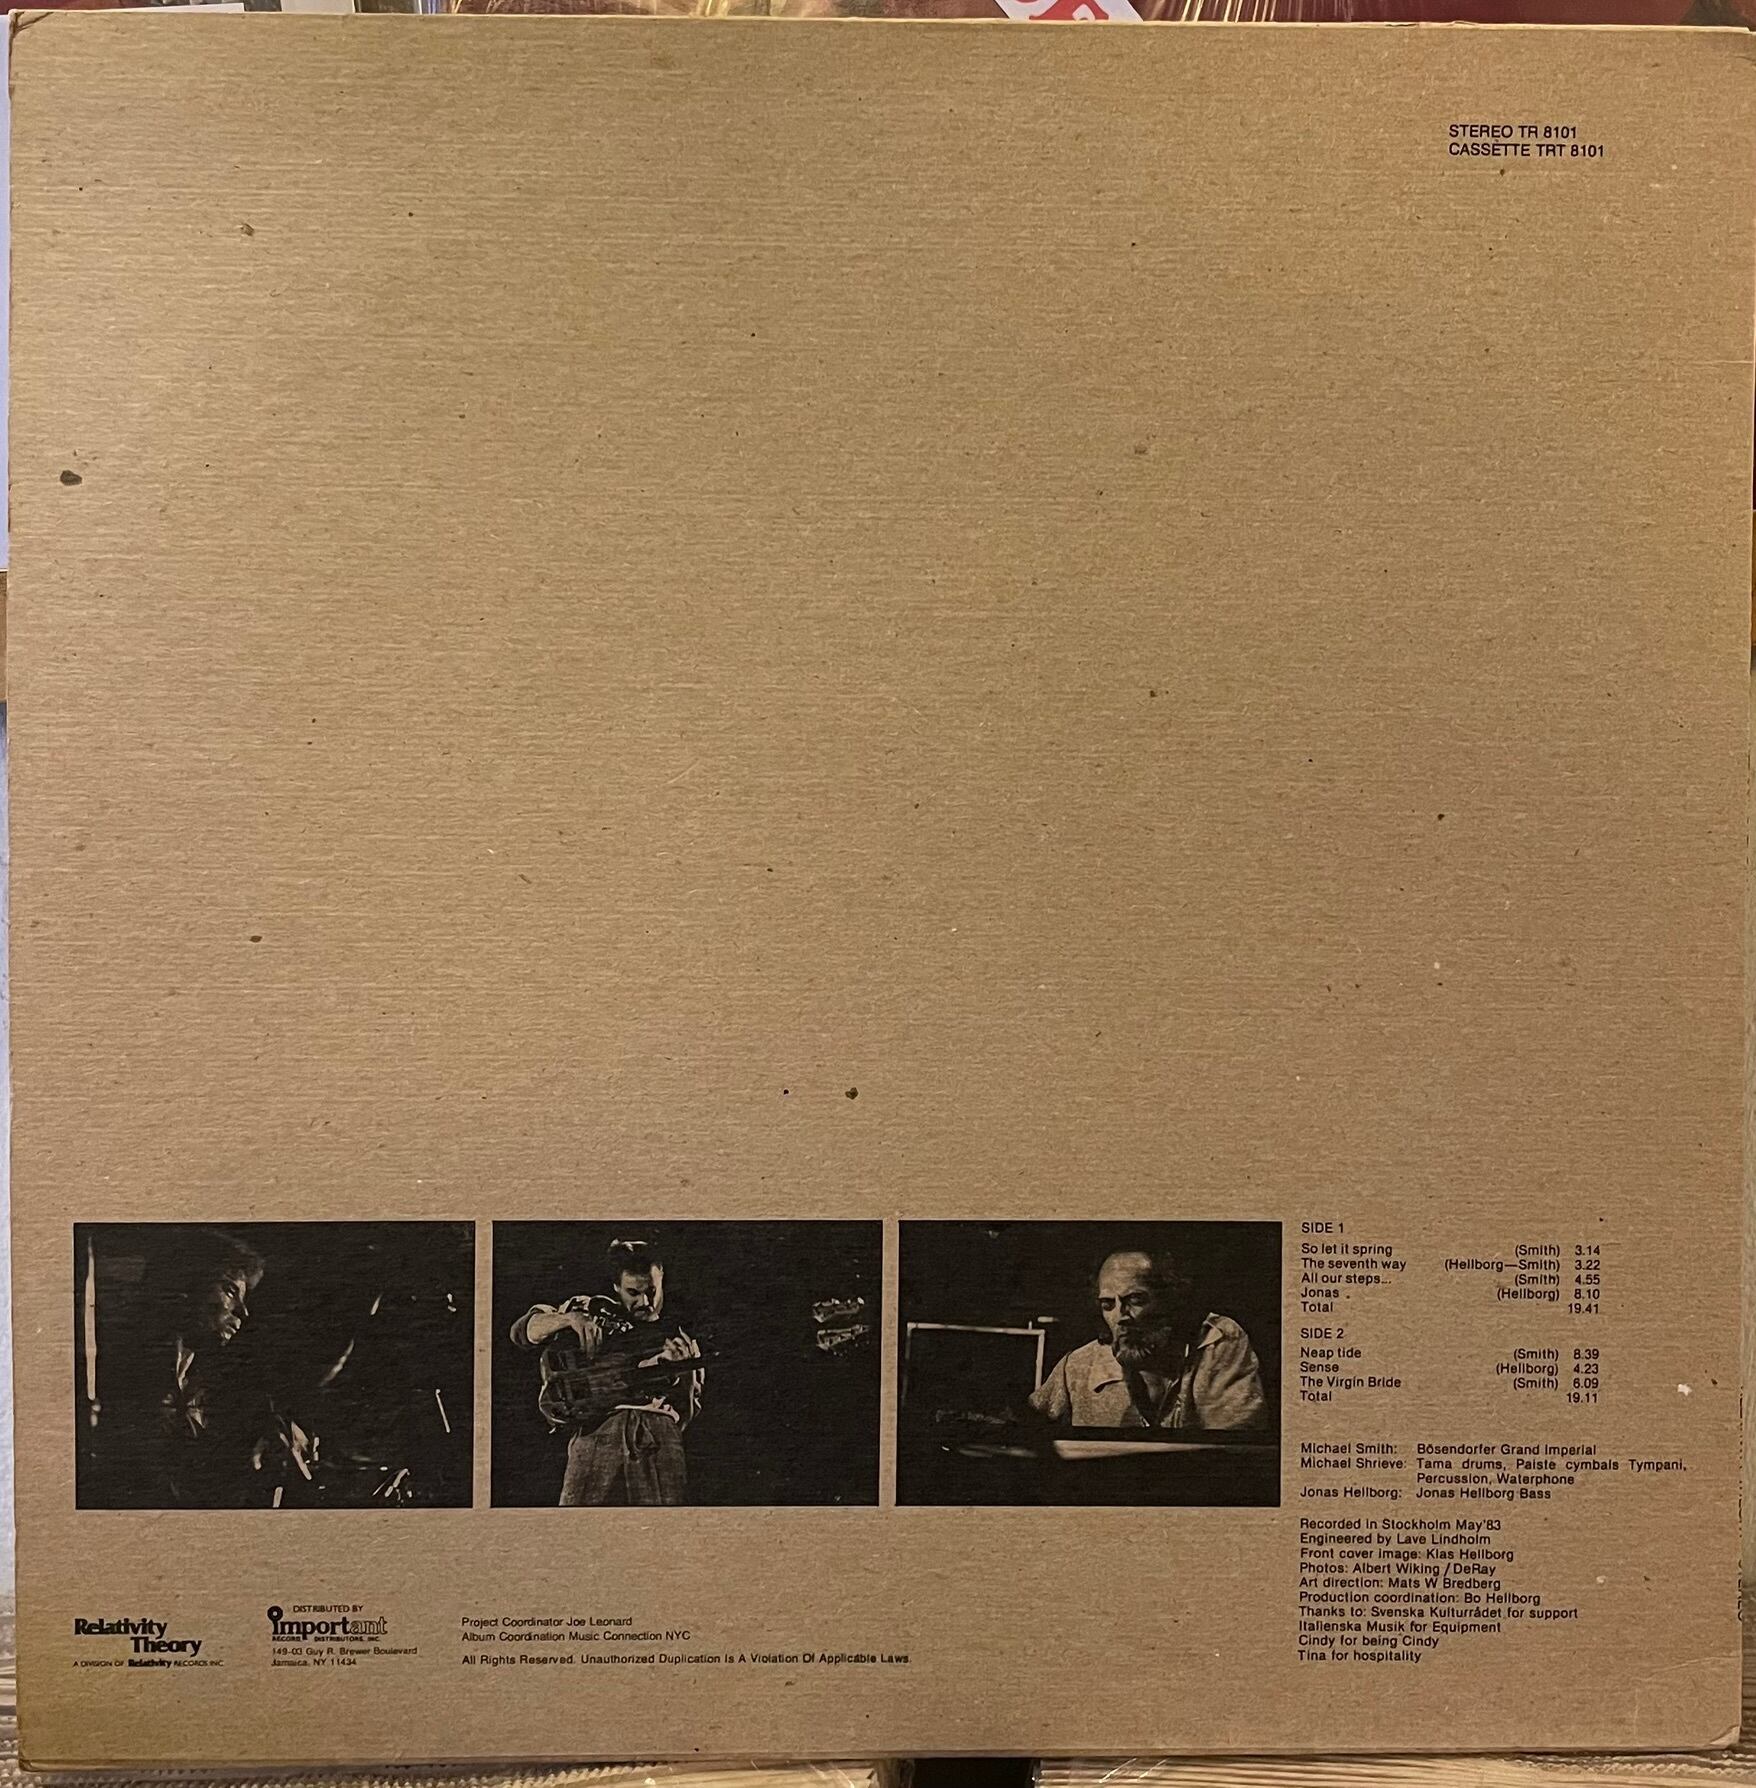 STEREO TR 8101
CASSETTE TRT 8101
SIDE 1
So let it spring (Smith) 3.14
The seventh way (Hellborg—Smith) 3.22
All our steps... (Smith) 4.55
Jonas (Hellborg) 8.10
Total 19.41
SIDE 2
Neap tide (Smith) 8.39
Sense (Hellborg) 4.23
The Virgin Bride (Smith) 6.09
Total 19.11
Michael Smith: Bösendorfer Grand Imperial
Michael Shrieve: Tama drums, Paiste cymbals Tympani,
Percussion, Waterphone
Jonas Hellborg: Jonas Hellborg Bass
Recorded in Stockholm May'83
Engineered by Lave Lindholm
Front cover image: Klas Hellborg
Photos: Albert Wiking / DeRay
Art direction: Mats W Bredberg
Production coordination: Bo Hellborg
Thanks to: Svenska Kulturrådet for support
Italienska Musik for Equipment
Cindy for being Cindy
Tina for hospitality
Relativity
Theory
A DIVISION OF Relativity RECORDS INC
DISTRIBUTED BY
important
RECORD DISTRIBUTORS, INC.
149-03 Guy R. Brewer Boulevard
Jamaica, NY 11434
Project Coordinator Joe Leonard
Album Coordination Music Connection NYC
All Rights Reserved. Unauthorized Duplication Is A Violation Of Applicable Laws.